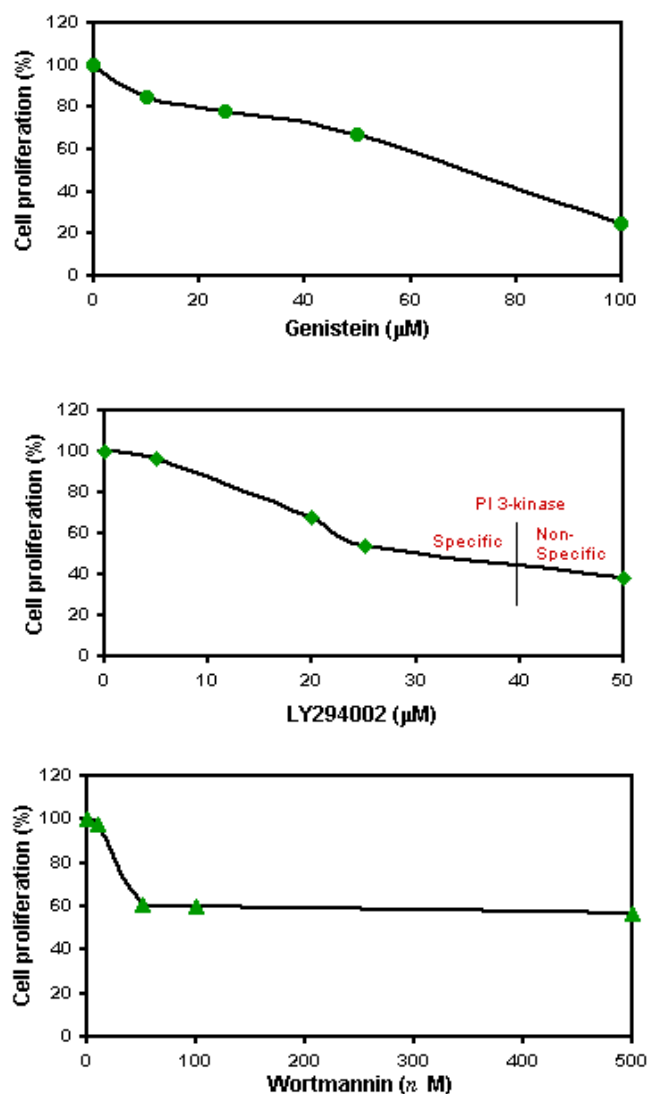 Cell proliferation (%)
120
100
80
60
40
20
0
0 20 40 60 80 100
Genistein (µM)
Cell proliferation (%)
120
100
80
60
40
20
0
PI 3-kinase
Specific
Non-
Specific
0 10 20 30 40 50
LY294002 (µM)
Cell proliferation (%)
120
100
80
60
40
20
0
0 100 200 300 400 500
Wortmannin (n M)